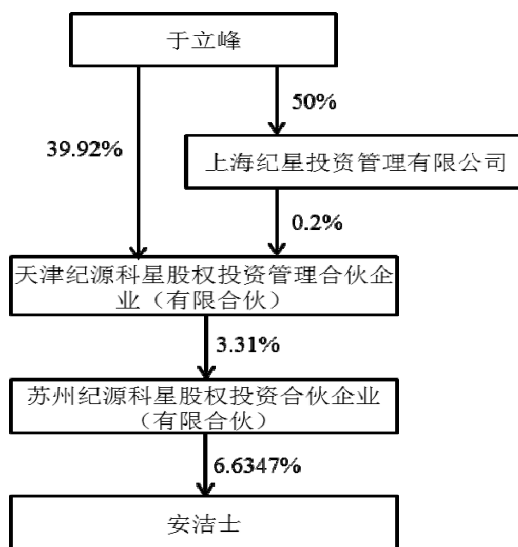 于立峰
50%
39.92%
上海纪星投资管理有限公司
0.2%
天津纪源科星股权投资管理合伙企
业（有限合伙）
3.31%
苏州纪源科星股权投资合伙企业
（有限合伙）
6.6347%
安洁士